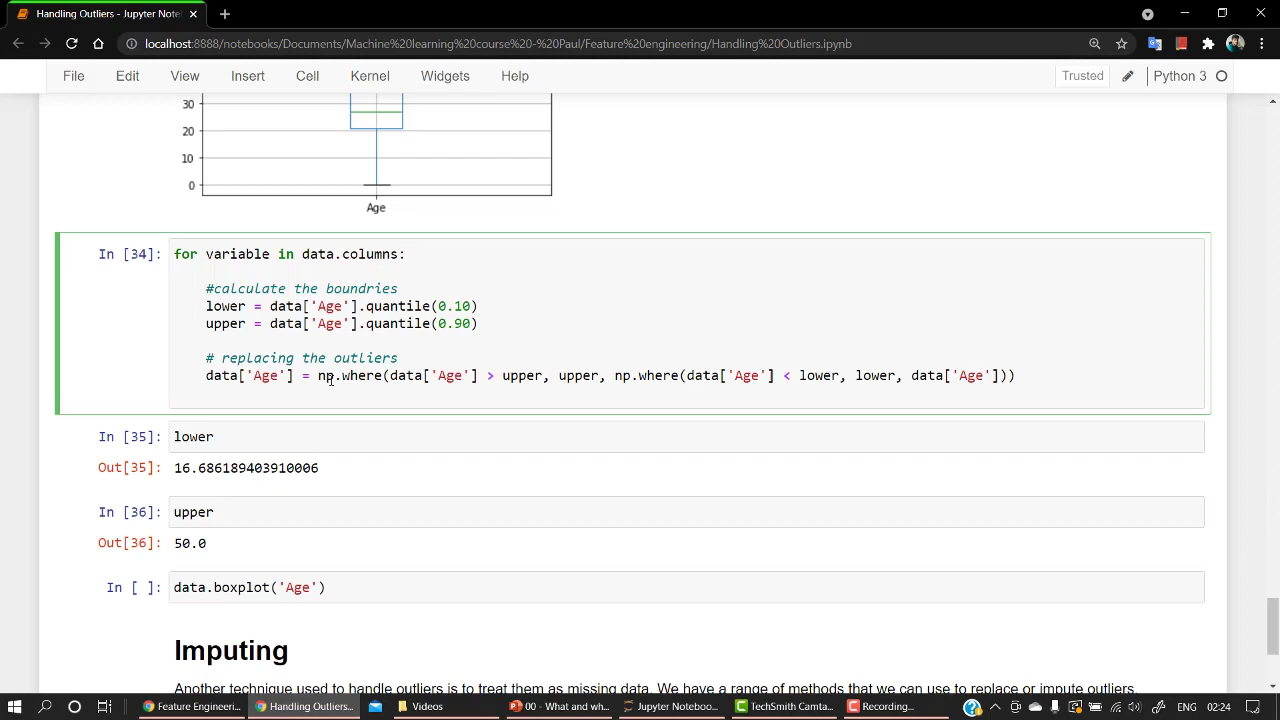 Handling Outliers - Jupyter Note
localhost:8888/notebooks/Documents/Machine%20learning%20course%20-%20Paul/Feature%20engineering/Handling%20Outliers.ipynb
File Edit View Insert Cell Kernel Widgets Help Trusted Python 3
30
20
10
0
Age
In [34]: for variable in data.columns:
#calculate the boundries
lower = data['Age'].quantile(0.10)
upper = data['Age'].quantile(0.90)
# replacing the outliers
data['Age'] = np.where(data['Age'] > upper, upper, np.where(data['Age'] < lower, lower, data['Age']))
In [35]: lower
Out[35]: 16.686189403910006
In [36]: upper
Out[36]: 50.0
In [ ]: data.boxplot('Age')
Imputing
Another technique used to handle outliers is to treat them as missing data. We have a range of methods that we can use to replace or impute outliers.
Feature Engineeri... Handling Outliers... Videos 00 - What and wh... Jupyter Notebo... TechSmith Camta... Recording... ENG 02:24